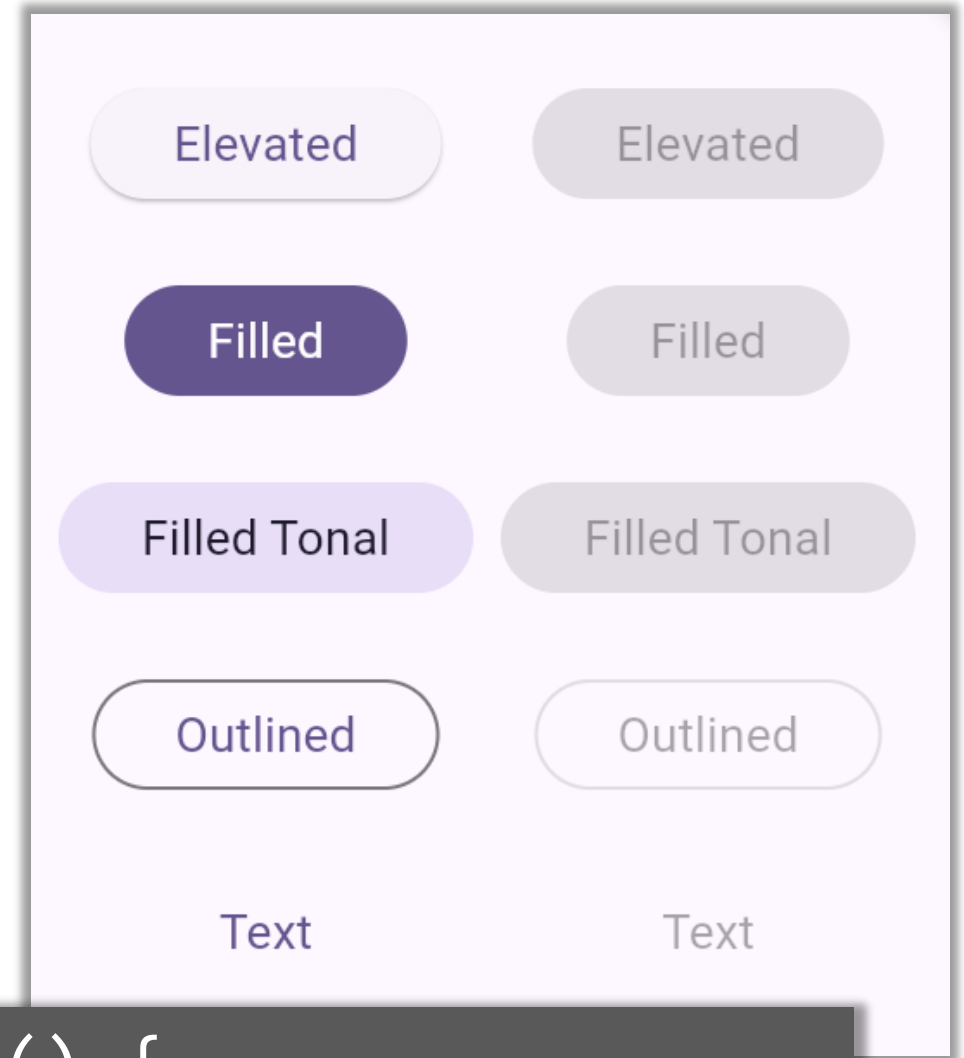 Elevated Elevated
Filled Filled
Filled Tonal Filled Tonal
Outlined Outlined
Text Text
() {